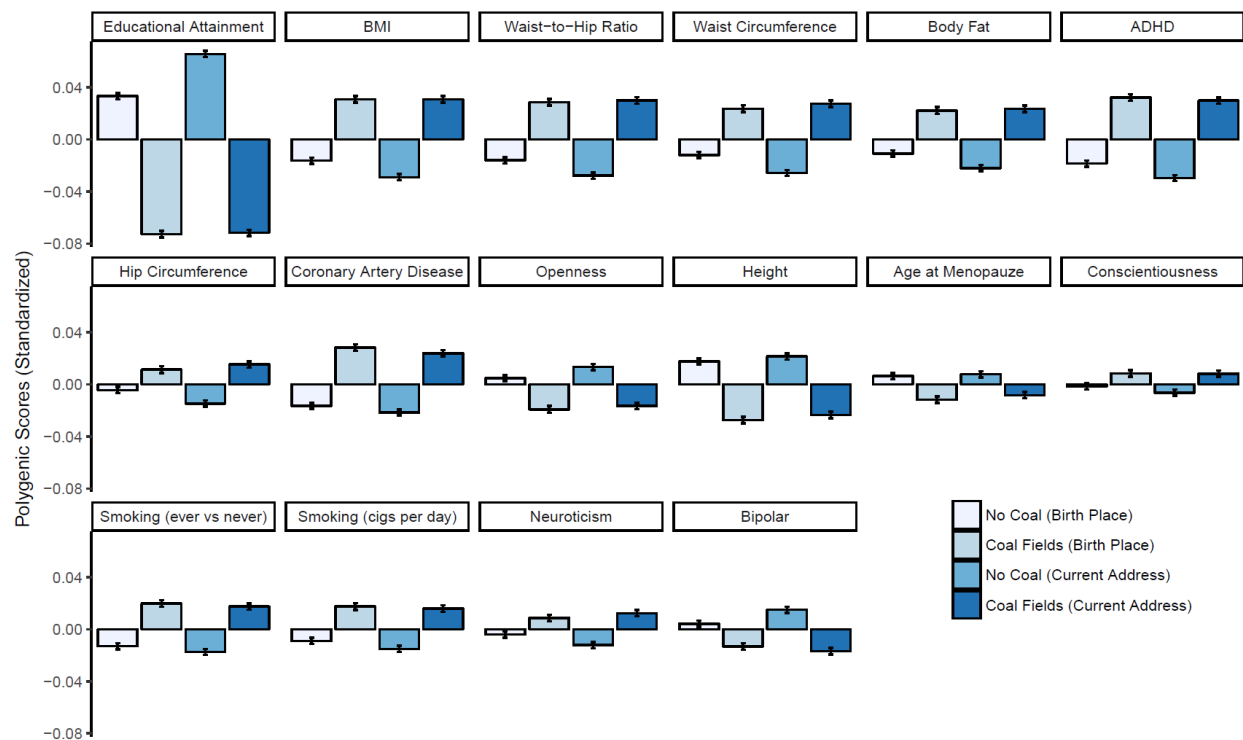 Educational Attainment
BMI
Waist−to−Hip Ratio
Waist Circumference
Body Fat
ADHD
0.04
0.00
−0.04
−0.08
Polygenic Scores (Standardized)
Hip Circumference
Coronary Artery Disease
Openness
Height
Age at Menopauze
Conscientiousness
0.04
0.00
−0.04
−0.08
Smoking (ever vs never)
Smoking (cigs per day)
Neuroticism
Bipolar
0.04
0.00
−0.04
−0.08
No Coal (Birth Place)
Coal Fields (Birth Place)
No Coal (Current Address)
Coal Fields (Current Address)